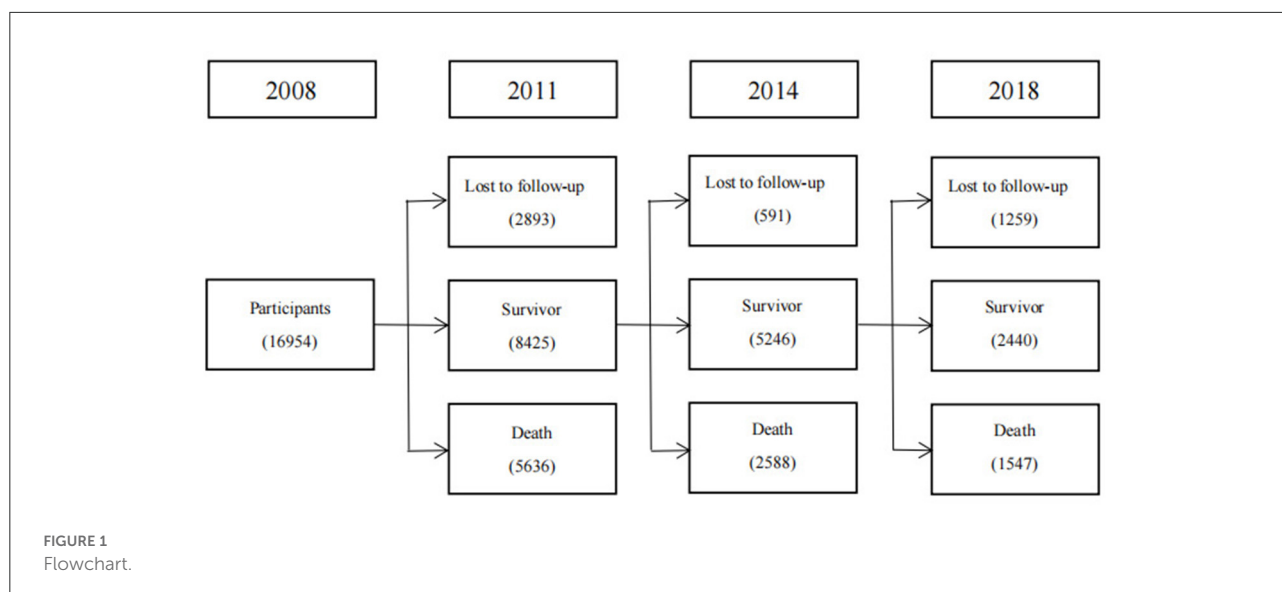 2008
2011
2014
2018
Lost to follow-up
(2893)
Lost to follow-up
(591)
Lost to follow-up
(1259)
Participants
(16954)
Survivor
(8425)
Survivor
(5246)
Survivor
(2440)
Death
(5636)
Death
(2588)
Death
(1547)
FIGURE 1
Flowchart.